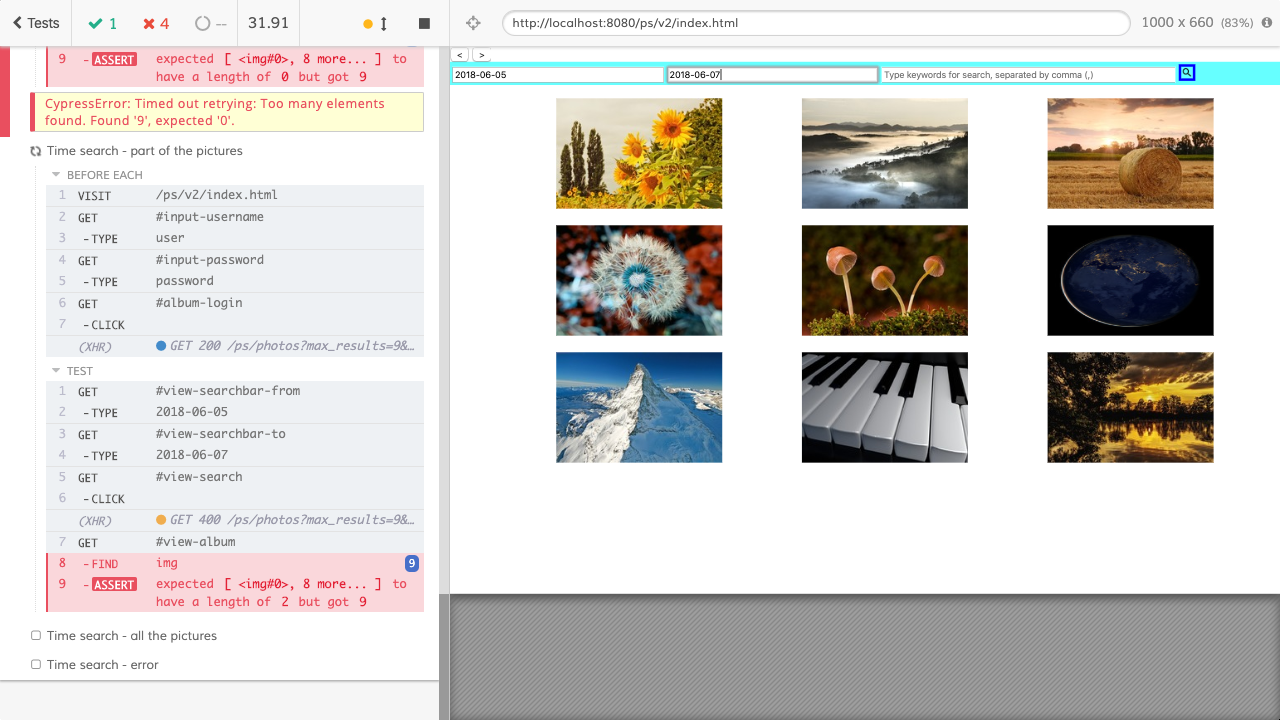 Tests 1 4 -- 31.91
http://localhost:8080/ps/v2/index.html 1000 x 660 (83%)
9 - ASSERT expected [ <img#0>, 8 more... ] to
have a length of 0 but got 9
CypressError: Timed out retrying: Too many elements
found. Found '9', expected '0'.
Time search - part of the pictures
BEFORE EACH
1 VISIT /ps/v2/index.html
2 GET #input-username
3 - TYPE user
4 GET #input-password
5 - TYPE password
6 GET #album-login
7 - CLICK
(XHR) GET 200 /ps/photos?max_results=9&…
TEST
1 GET #view-searchbar-from
2 - TYPE 2018-06-05
3 GET #view-searchbar-to
4 - TYPE 2018-06-07
5 GET #view-search
6 - CLICK
(XHR) GET 400 /ps/photos?max_results=9&…
7 GET #view-album
8 - FIND img 9
9 - ASSERT expected [ <img#0>, 8 more... ] to
have a length of 2 but got 9
Time search - all the pictures
Time search - error
< >
2018-06-05 2018-06-07 Type keywords for search, separated by comma (,)